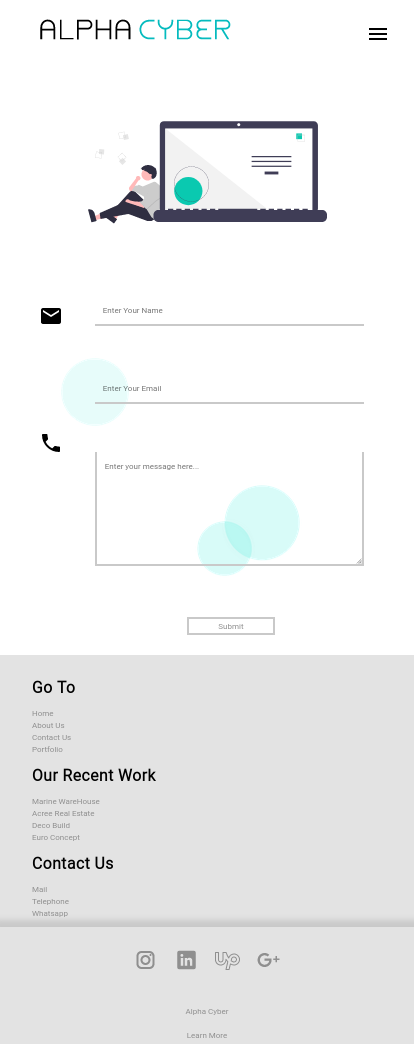 ALPHA CYBER
Enter Your Name
Enter Your Email
Enter your message here...
Submit
Go To
Home
About Us
Contact Us
Portfolio
Our Recent Work
Marine WareHouse
Acree Real Estate
Deco Build
Euro Concept
Contact Us
Mail
Telephone
Whatsapp
in
Up
G+
Alpha Cyber
Learn More